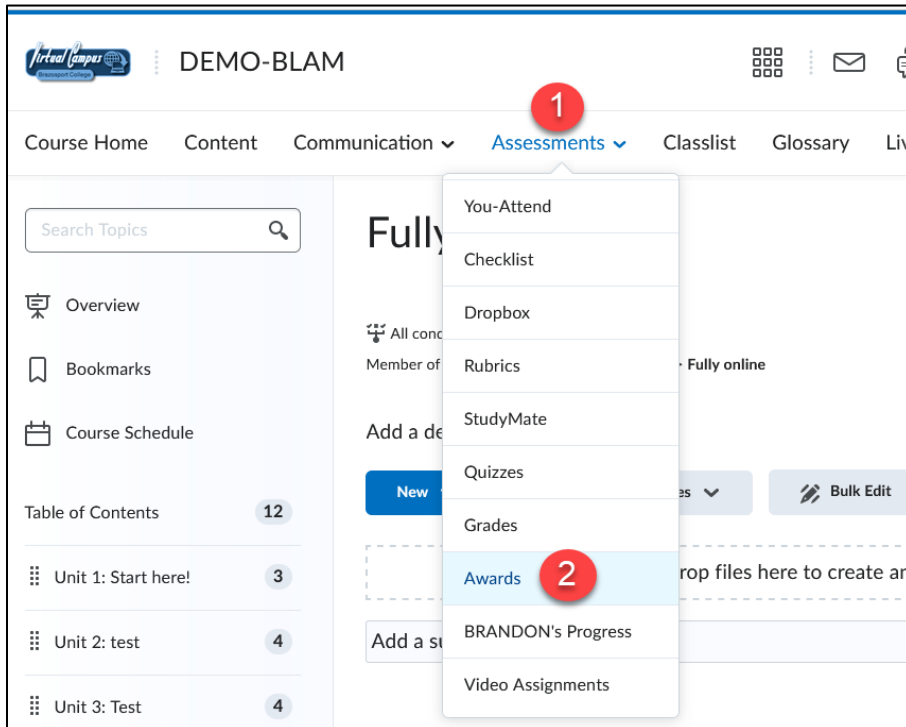 Virtual Campus
Brazosport College
DEMO-BLAM
1
Course Home Content Communication Assessments Classlist Glossary
Search Topics
Overview
Bookmarks
Course Schedule
Table of Contents 12
Unit 1: Start here! 3
Unit 2: test 4
Unit 3: Test 4
You-Attend
Checklist
Dropbox
Rubrics
StudyMate
Quizzes
Grades
Awards 2
BRANDON's Progress
Video Assignments
Fully
All cond
Member of · Fully online
Add a de
New es Bulk Edit
rop files here to create an
Add a su